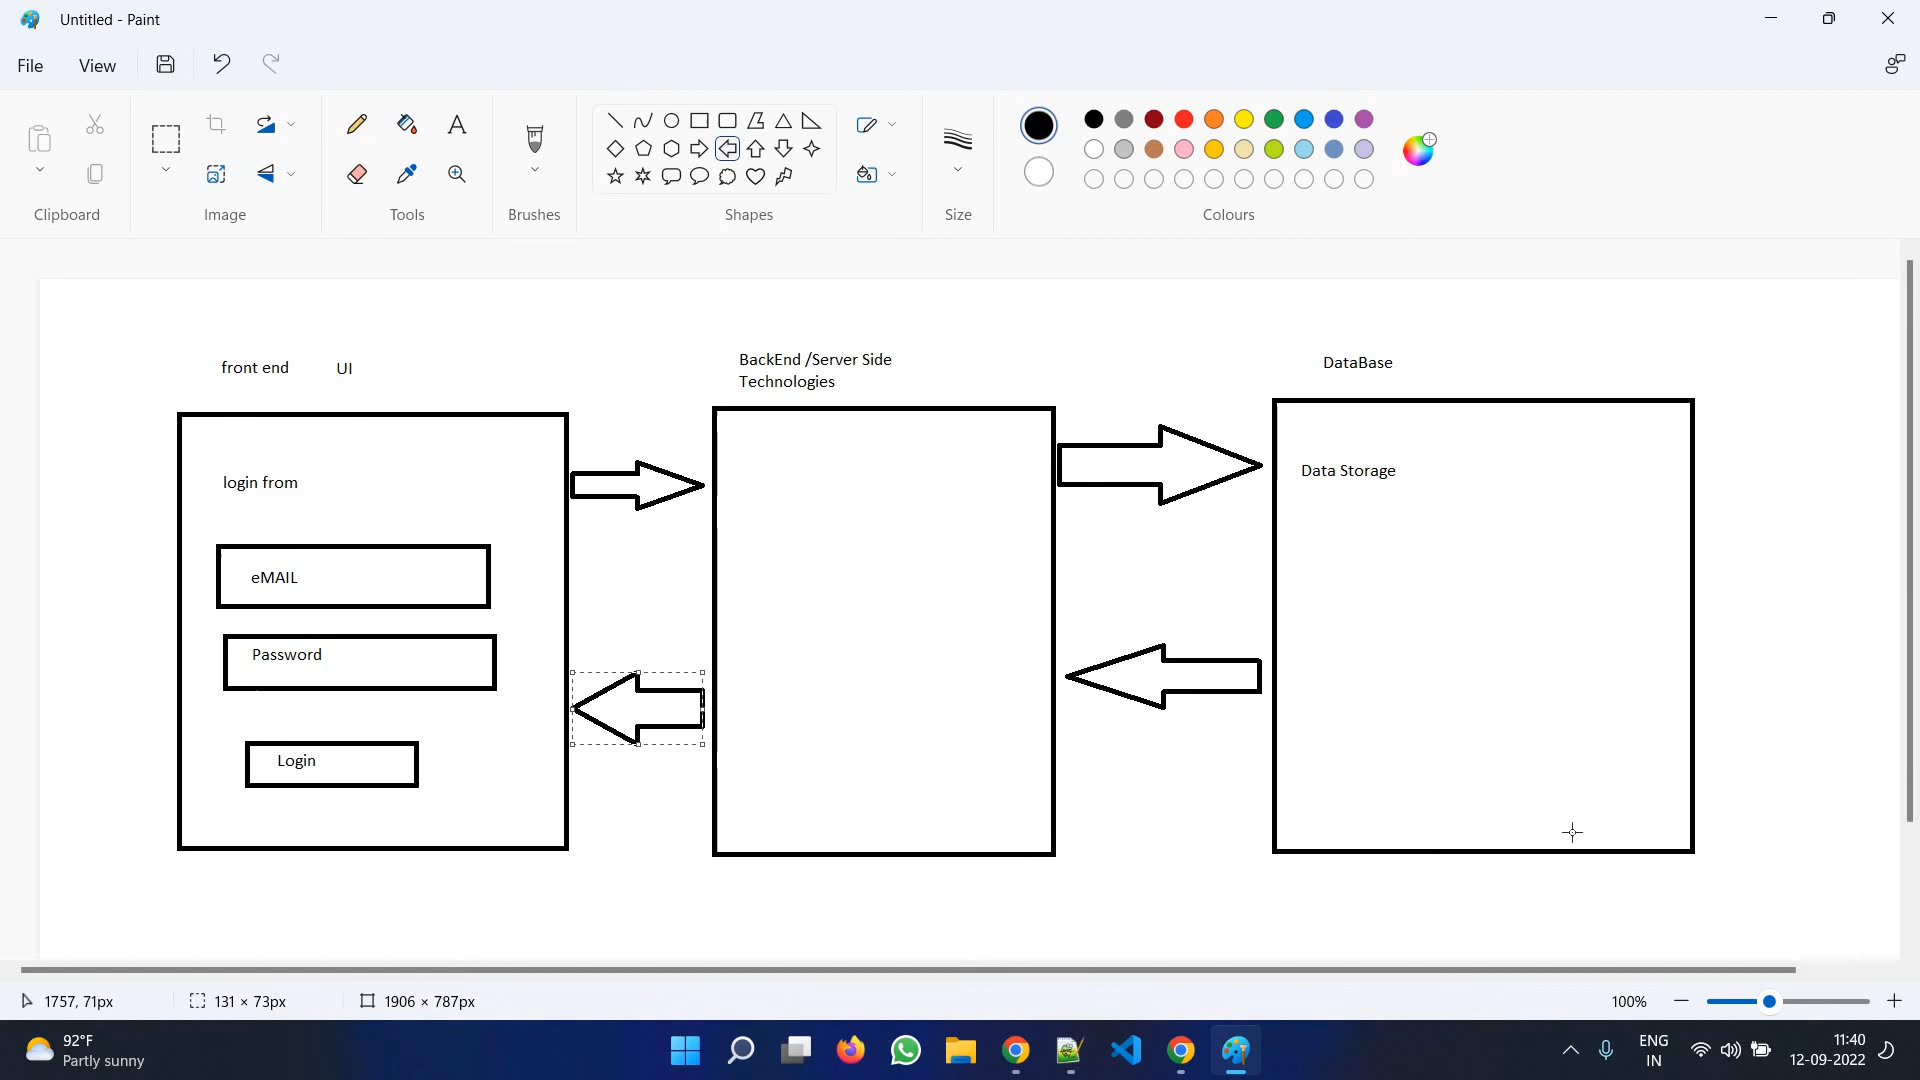 Untitled - Paint
File View
Clipboard
Image
Tools
Brushes
Shapes
Size
Colours
front end UI
BackEnd /Server Side
Technologies
DataBase
login from
eMAIL
Password
Login
Data Storage
1757, 71px
131 × 73px
1906 × 787px
100%
92°F
Partly sunny
ENG
IN
11:40
12-09-2022